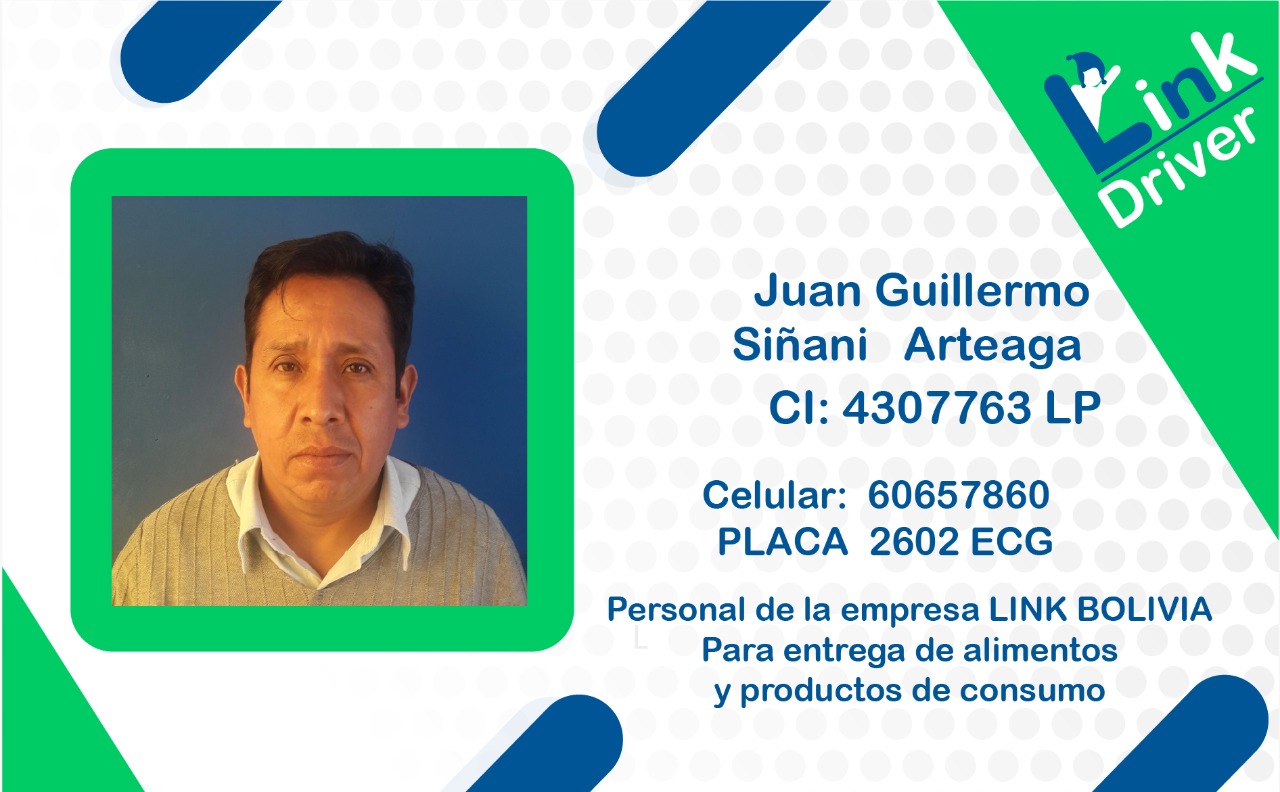 Link
Driver
Juan Guillermo
Siñani Arteaga
CI: 4307763 LP
Celular: 60657860
PLACA 2602 ECG
Personal de la empresa LINK BOLIVIA
Para entrega de alimentos
y productos de consumo
L